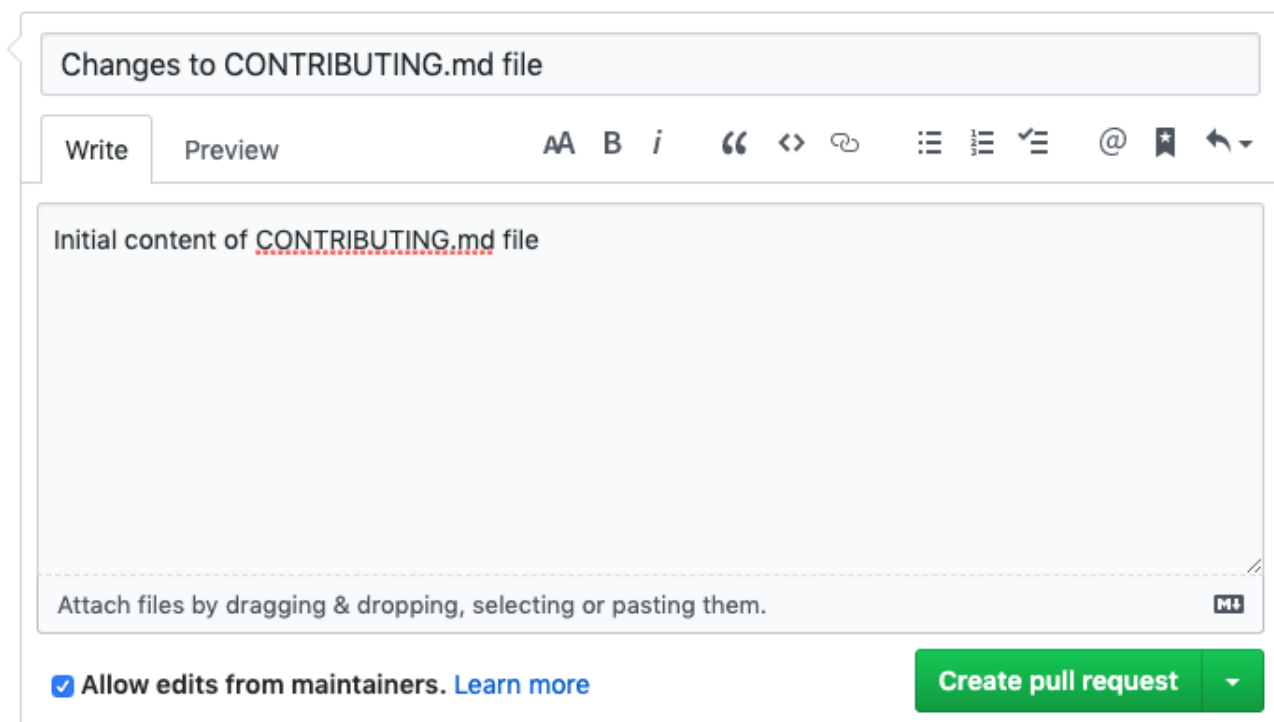 Changes to CONTRIBUTING.md file
Write Preview AA B i
Initial content of CONTRIBUTING.md file
Attach files by dragging & dropping, selecting or pasting them.
Allow edits from maintainers. Learn more
Create pull request